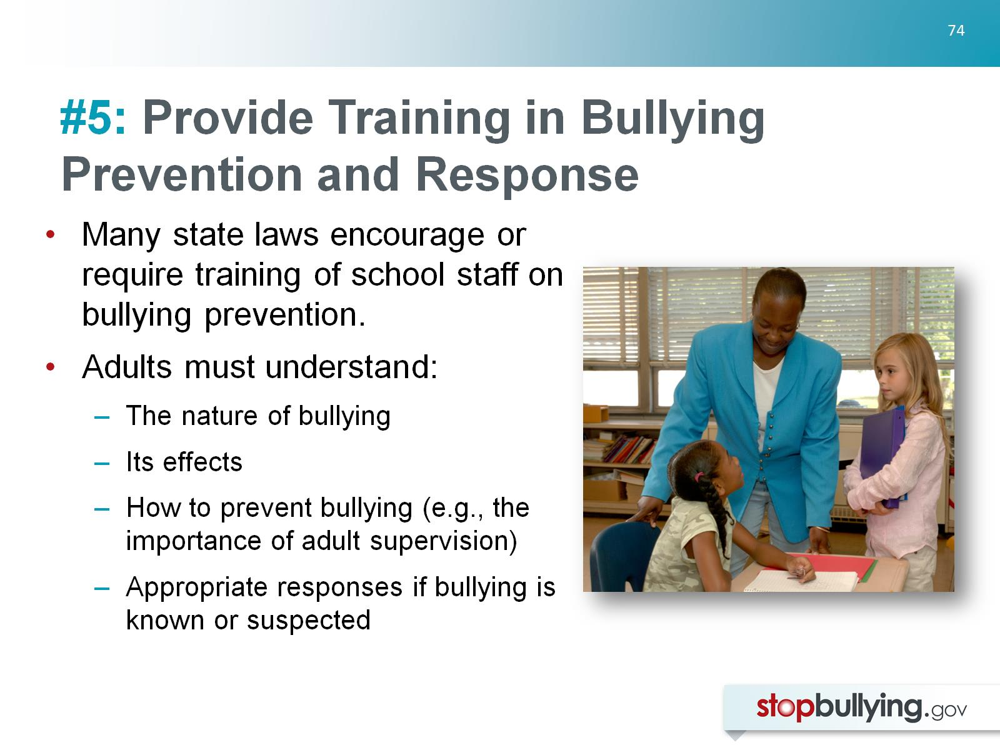 74
#5: Provide Training in Bullying
Prevention and Response
• Many state laws encourage or
require training of school staff on
bullying prevention.
• Adults must understand:
– The nature of bullying
– Its effects
– How to prevent bullying (e.g., the
importance of adult supervision)
– Appropriate responses if bullying is
known or suspected
stopbullying.gov